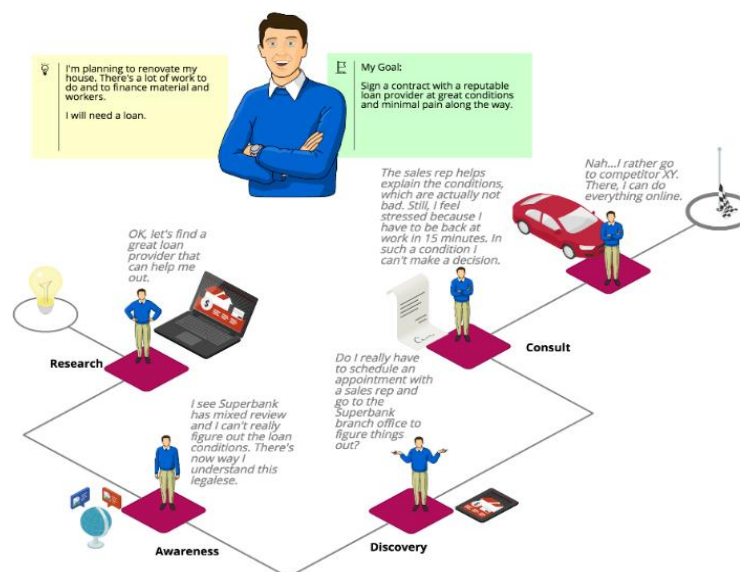 I'm planning to renovate my
house. There's a lot of work to
do and to finance material and
workers.
I will need a loan.
My Goal:
Sign a contract with a reputable
loan provider at great conditions
and minimal pain along the way.
OK, let's find a
great loan
provider that
can help me
out.
Research
I see Superbank
has mixed review
and I can't really
figure out the loan
conditions. There's
now way I
understand this
legalese.
Awareness
Do I really have
to schedule an
appointment with
a sales rep and
go to the
Superbank
branch office to
figure things
out?
Discovery
The sales rep helps
explain the conditions,
which are actually not
bad. Still, I feel
stressed because I
have to be back at
work in 15 minutes. In
such a condition I
can't make a decision.
Consult
Nah...I rather go
to competitor XY.
There, I can do
everything online.